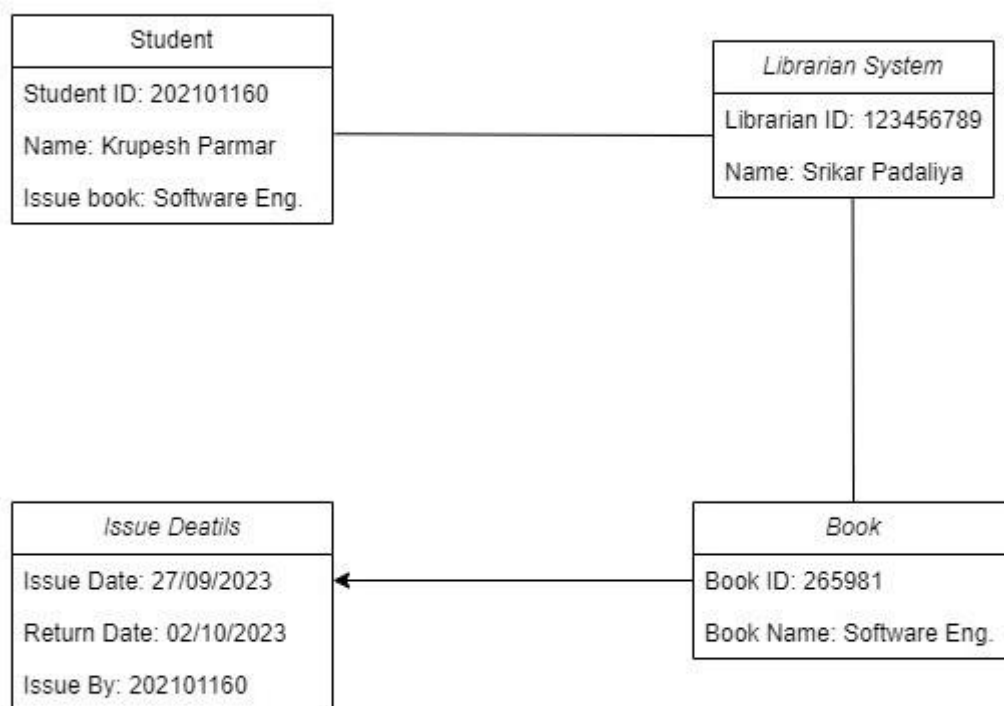 Student
Student ID: 202101160
Name: Krupesh Parmar
Issue book: Software Eng.
Librarian System
Librarian ID: 123456789
Name: Srikar Padaliya
Issue Deatils
Issue Date: 27/09/2023
Return Date: 02/10/2023
Issue By: 202101160
Book
Book ID: 265981
Book Name: Software Eng.